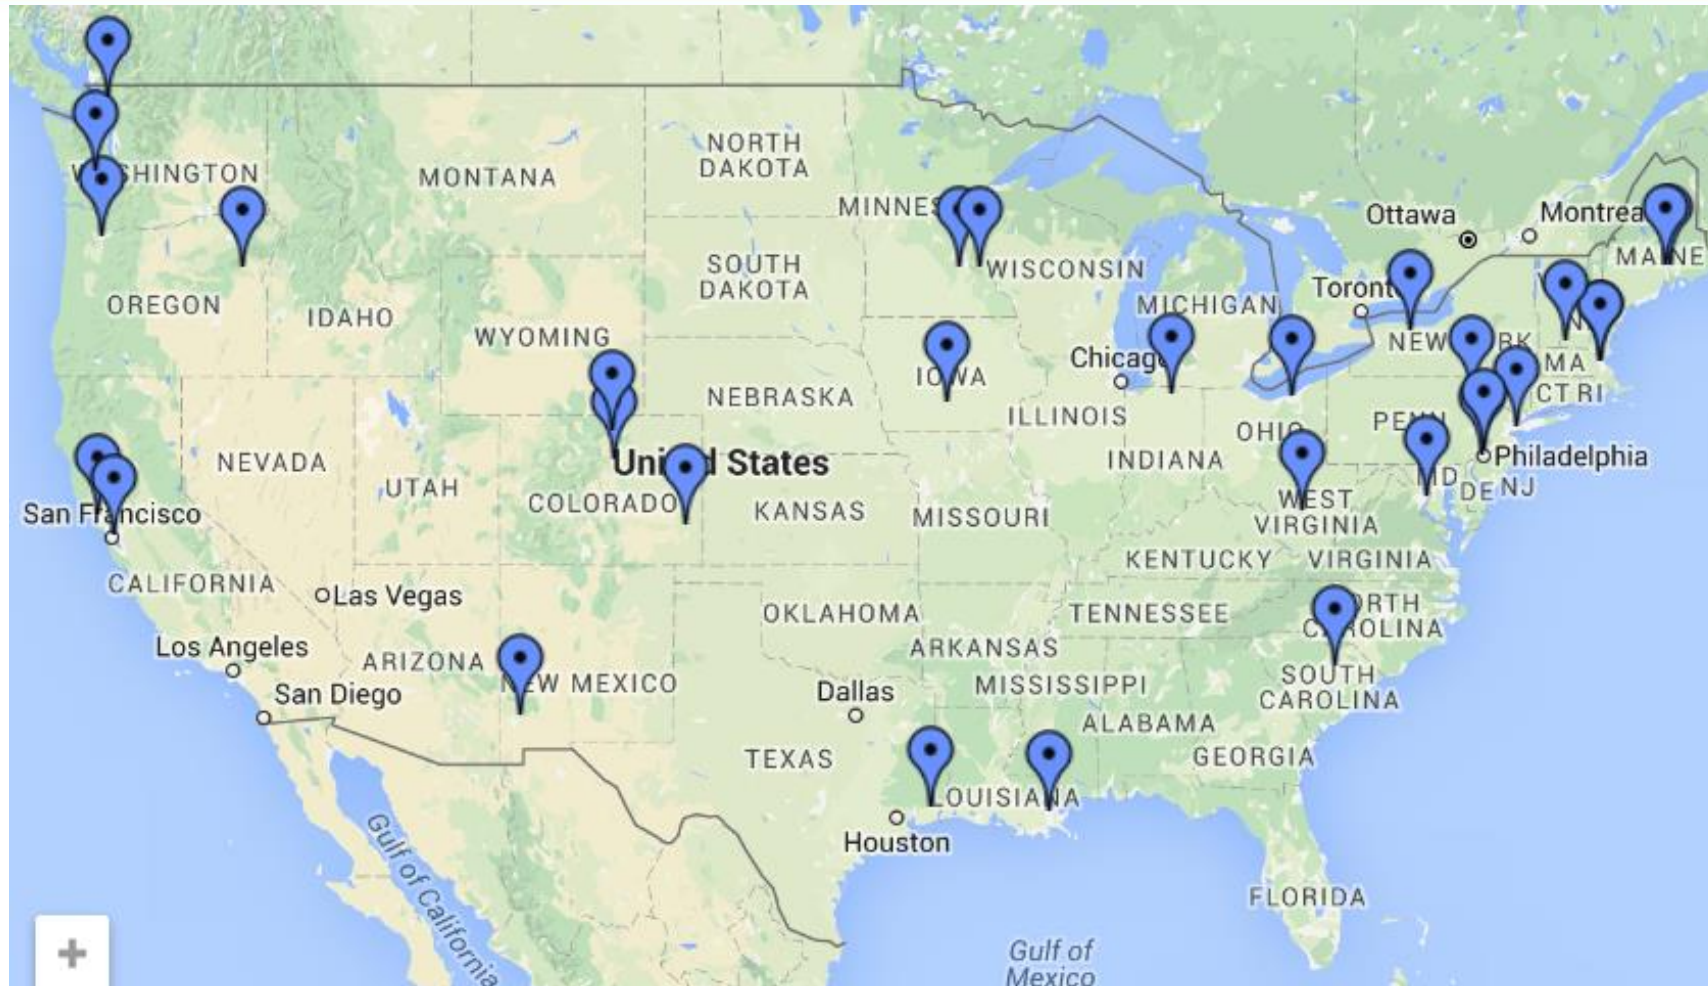 NORTH
DAKOTA
MONTANA
SHINGTON
MINNES
Ottawa
Montrea
MAINE
SOUTH
DAKOTA
WISCONSIN
OREGON
IDAHO
WYOMING
MICHIGAN
Toront
NEW
RK
MA
CT RI
Chicag
IOWA
NEBRASKA
ILLINOIS
OHIO
PENN
INDIANA
Philadelphia
United States
NEVADA
UTAH
COLORADO
KANSAS
MISSOURI
MD
DE
NJ
WEST
VIRGINIA
San Francisco
KENTUCKY
VIRGINIA
CALIFORNIA
Las Vegas
OKLAHOMA
TENNESSEE
NORTH
CAROLINA
Los Angeles
ARIZONA
NEW MEXICO
ARKANSAS
San Diego
Dallas
MISSISSIPPI
SOUTH
CAROLINA
ALABAMA
TEXAS
GEORGIA
LOUISIANA
Houston
Gulf of California
FLORIDA
Gulf of
Mexico
+